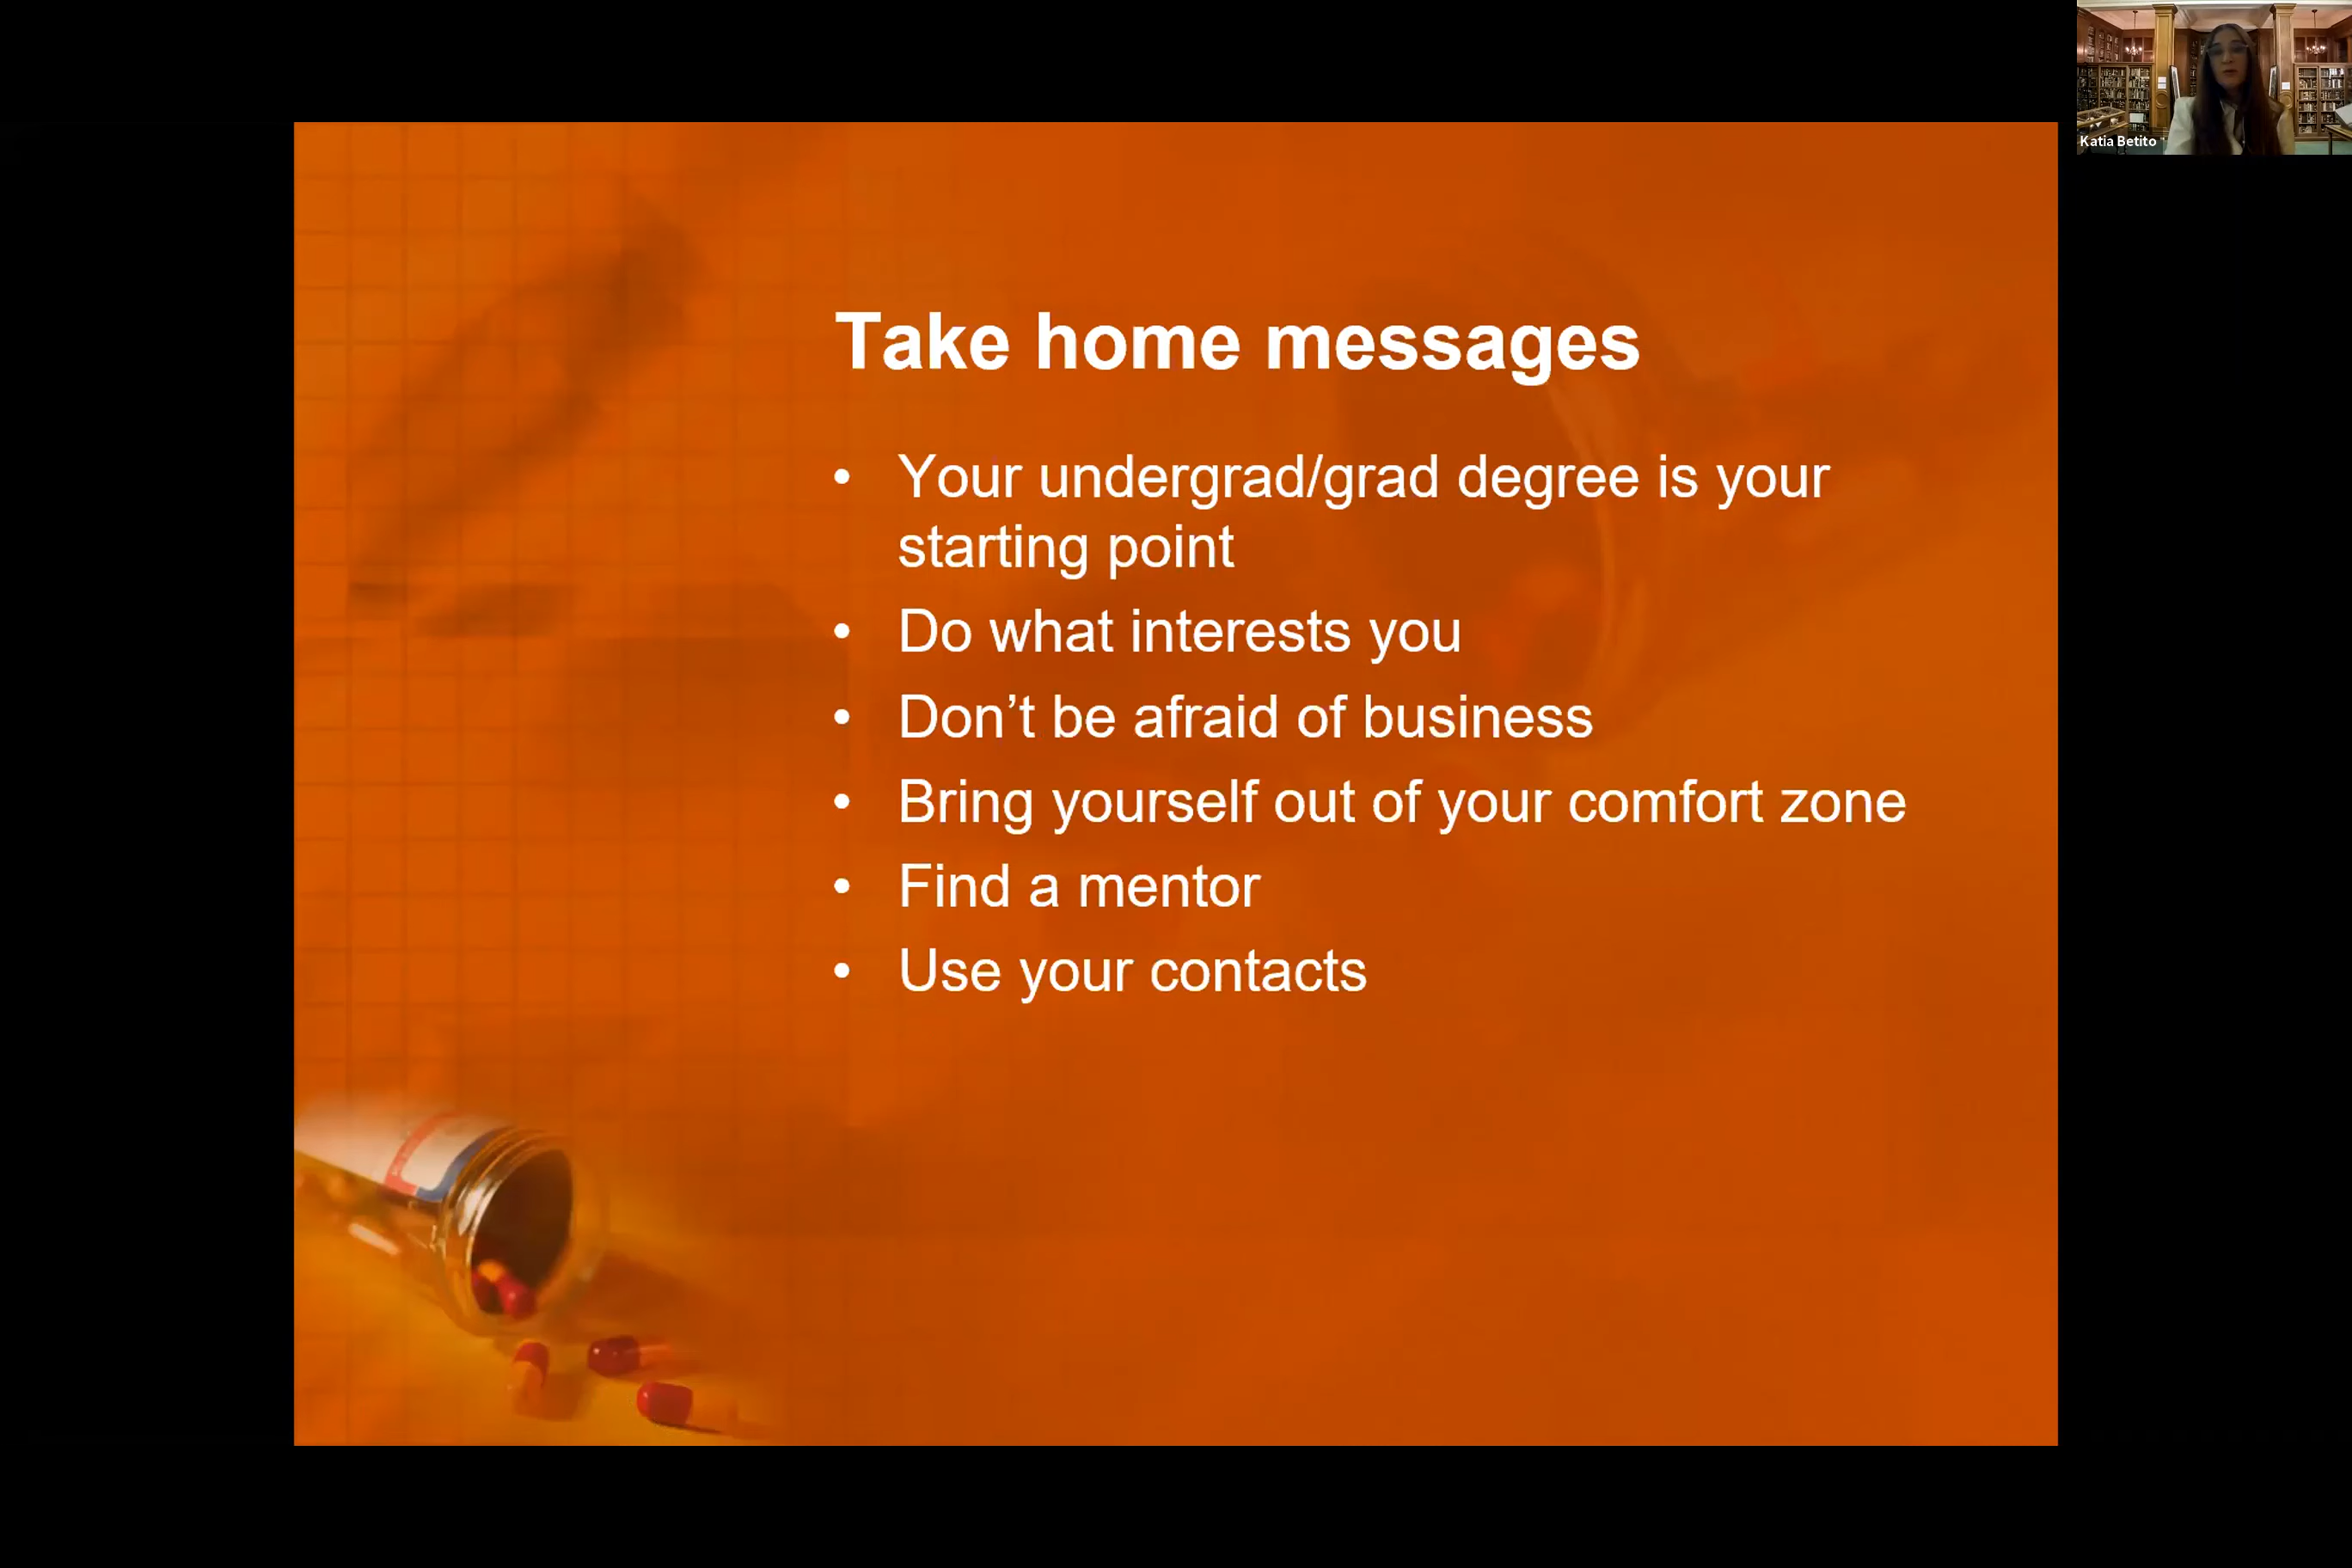 Katia Betito
Take home messages
• Your undergrad/grad degree is your
starting point
• Do what interests you
• Don’t be afraid of business
• Bring yourself out of your comfort zone
• Find a mentor
• Use your contacts